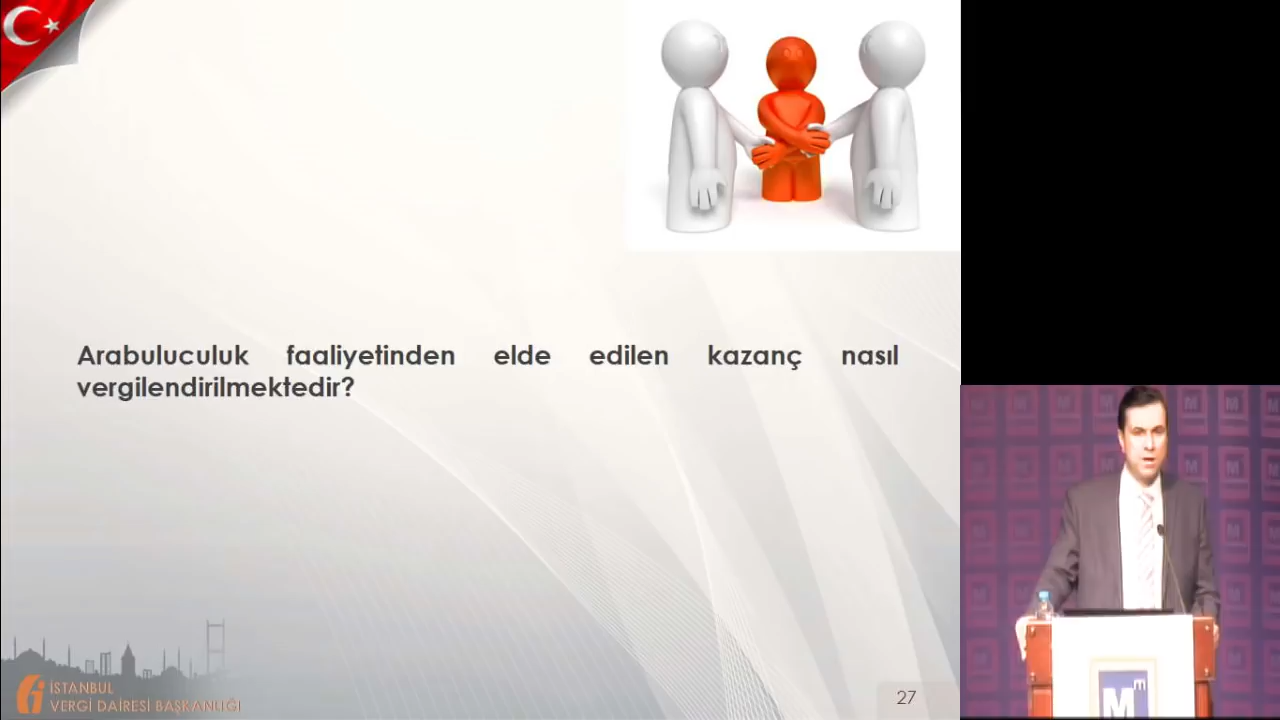 Arabuluculuk faaliyetinden elde edilen kazanç nasıl
vergilendirilmektedir?
İSTANBUL
VERGİ DAİRESİ BAŞKANLIĞI
27
M
m